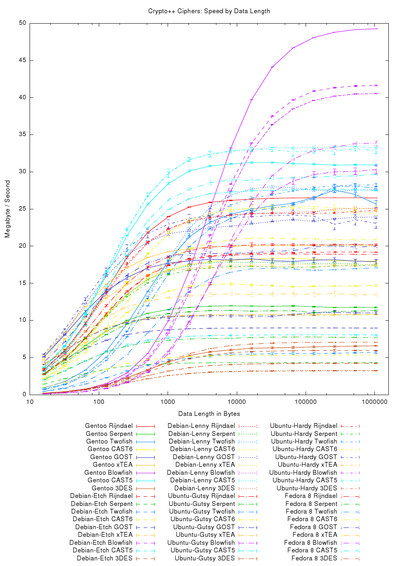 Crypto++ Ciphers: Speed by Data Length
Megabyte / Second
50
45
40
35
30
25
20
15
10
5
0
10
100
1000
10000
100000
Data Length in Bytes
Gentoo Rijndael
Gentoo Serpent
Gentoo Twofish
Gentoo CAST6
Gentoo GOST
Gentoo xTEA
Gentoo Blowfish
Gentoo CAST5
Gentoo 3DES
Debian-Etch Rijndael
Debian-Etch Serpent
Debian-Etch Twofish
Debian-Etch CAST6
Debian-Etch GOST
Debian-Etch xTEA
Debian-Etch Blowfish
Debian-Etch CAST5
Debian-Etch 3DES
Debian-Lenny Rijndael
Debian-Lenny Serpent
Debian-Lenny Twofish
Debian-Lenny CAST6
Debian-Lenny GOST
Debian-Lenny xTEA
Debian-Lenny Blowfish
Debian-Lenny CAST5
Debian-Lenny 3DES
Ubuntu-Gutsy Rijndael
Ubuntu-Gutsy Serpent
Ubuntu-Gutsy Twofish
Ubuntu-Gutsy CAST6
Ubuntu-Gutsy GOST
Ubuntu-Gutsy xTEA
Ubuntu-Gutsy Blowfish
Ubuntu-Gutsy CAST5
Ubuntu-Gutsy 3DES
Ubuntu-Hardy Rijndael
Ubuntu-Hardy Serpent
Ubuntu-Hardy Twofish
Ubuntu-Hardy CAST6
Ubuntu-Hardy GOST
Ubuntu-Hardy xTEA
Ubuntu-Hardy Blowfish
Ubuntu-Hardy CAST5
Ubuntu-Hardy 3DES
Fedora 8 Rijndael
Fedora 8 Serpent
Fedora 8 Twofish
Fedora 8 CAST6
Fedora 8 GOST
Fedora 8 xTEA
Fedora 8 Blowfish
Fedora 8 CAST5
Fedora 8 3DES